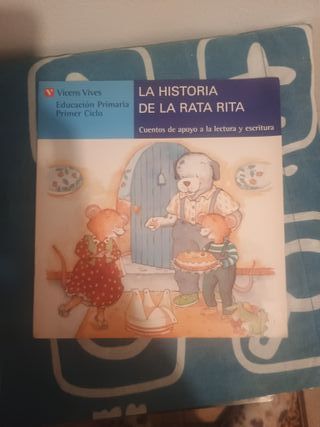 V Vicens Vives
Educación Primaria
Primer Ciclo
LA HISTORIA
DE LA RATA RITA
Cuentos de apoyo a la lectura y escritura